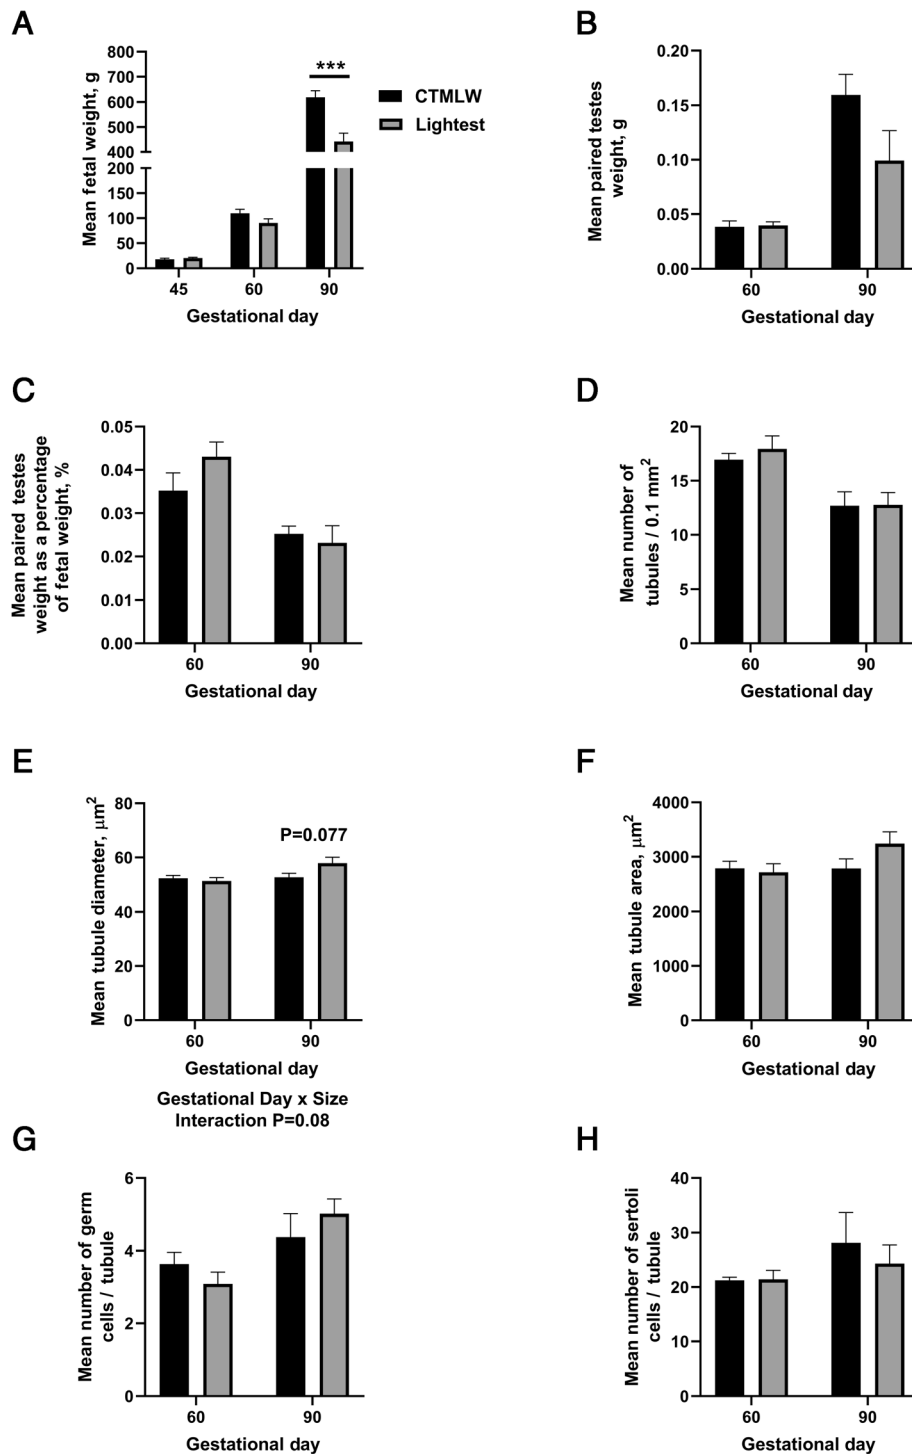 A
Mean fetal weight, g
800
700
600
500
400
200
150
100
50
0
***
CTMLW
Lightest
45 60 90
Gestational day
B
Mean paired testes
weight, g
0.20
0.15
0.10
0.05
0.00
60 90
Gestational day
C
Mean paired testes
weight as a percentage
of fetal weight, %
0.05
0.04
0.03
0.02
0.01
0.00
60 90
Gestational day
D
Mean number of
tubules / 0.1 mm²
20
15
10
5
0
60 90
Gestational day
E
Mean tubule diameter, μm²
80
60
40
20
0
P=0.077
60 90
Gestational day
Gestational Day x Size
Interaction P=0.08
F
Mean tubule area, μm²
4000
3000
2000
1000
0
60 90
Gestational day
G
Mean number of germ
cells / tubule
6
4
2
0
60 90
Gestational day
H
Mean number of sertoli
cells / tubule
40
30
20
10
0
60 90
Gestational day